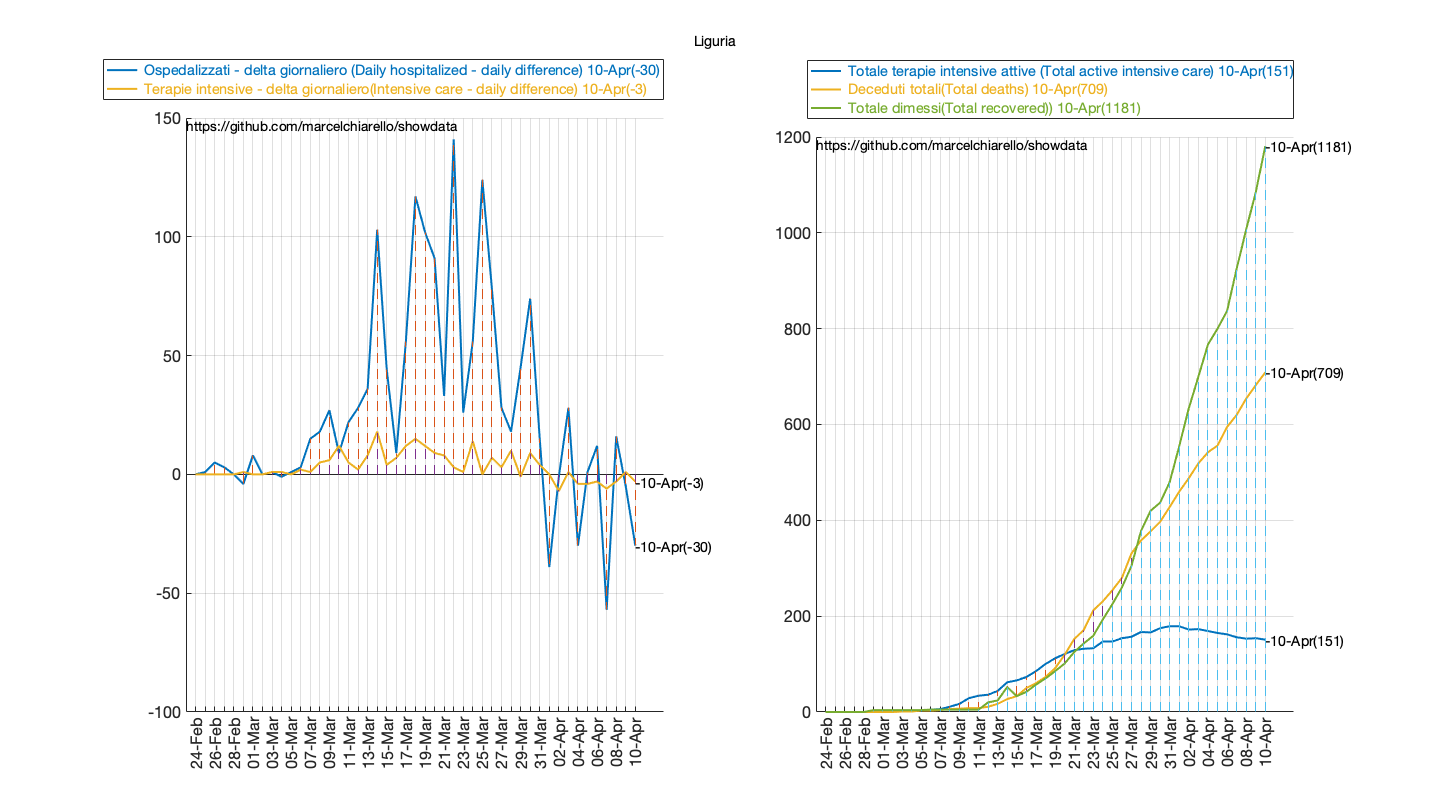 Liguria
Ospedalizzati - delta giornaliero (Daily hospitalized - daily difference) 10-Apr(-30)
Terapie intensive - delta giornaliero(Intensive care - daily difference) 10-Apr(-3)
150
https://github.com/marcelchiarello/showdata
100
50
0
-50
-100
-10-Apr(-3)
-10-Apr(-30)
24-Feb
26-Feb
28-Feb
01-Mar
03-Mar
05-Mar
07-Mar
09-Mar
11-Mar
13-Mar
15-Mar
17-Mar
19-Mar
21-Mar
23-Mar
25-Mar
27-Mar
29-Mar
31-Mar
02-Apr
04-Apr
06-Apr
08-Apr
10-Apr
Totale terapie intensive attive (Total active intensive care) 10-Apr(151)
Deceduti totali(Total deaths) 10-Apr(709)
Totale dimessi(Total recovered)) 10-Apr(1181)
1200
https://github.com/marcelchiarello/showdata
1000
800
600
400
200
0
-10-Apr(1181)
-10-Apr(709)
-10-Apr(151)
24-Feb
26-Feb
28-Feb
01-Mar
03-Mar
05-Mar
07-Mar
09-Mar
11-Mar
13-Mar
15-Mar
17-Mar
19-Mar
21-Mar
23-Mar
25-Mar
27-Mar
29-Mar
31-Mar
02-Apr
04-Apr
06-Apr
08-Apr
10-Apr